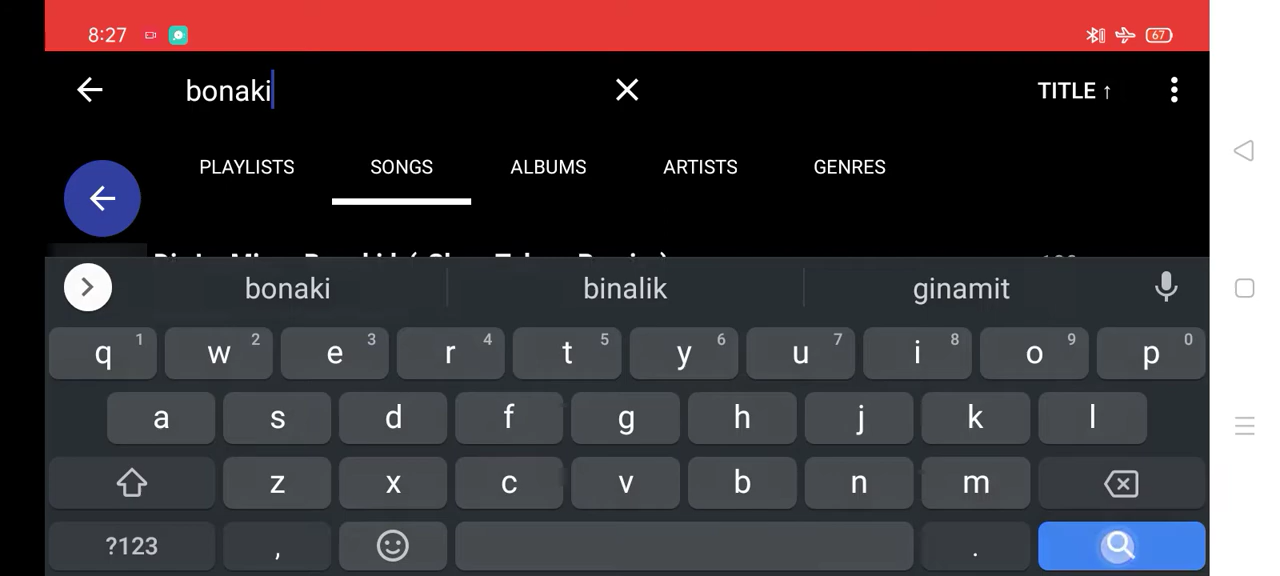 8:27 67
bonaki TITLE ↑
PLAYLISTS SONGS ALBUMS ARTISTS GENRES
bonaki binalik ginamit
q 1 w 2 e 3 r 4 t 5 y 6 u 7 i 8 o 9 p 0
a s d f g h j k l
z x c v b n m
?123 , .